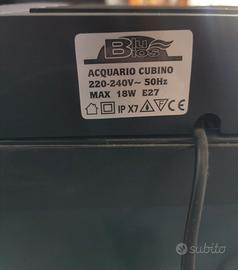 Blu
Bios
ACQUARIO CUBINO
220-240V~ 50Hz
MAX 18W E27
IP X7
subito